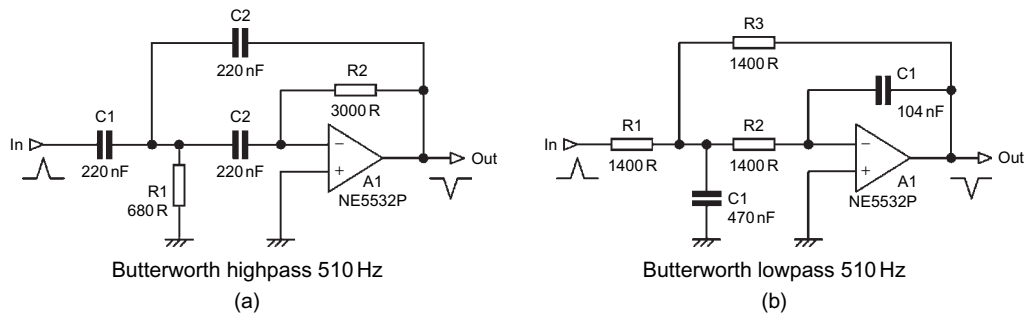 C2
220 nF
R2
3000 R
C1
C2
In
220 nF
220 nF
R1
680 R
−
+
A1
NE5532P
Out
Butterworth highpass 510 Hz
(a)
R3
1400 R
C1
104 nF
R1
R2
In
1400 R
1400 R
C1
470 nF
−
+
A1
NE5532P
Out
Butterworth lowpass 510 Hz
(b)